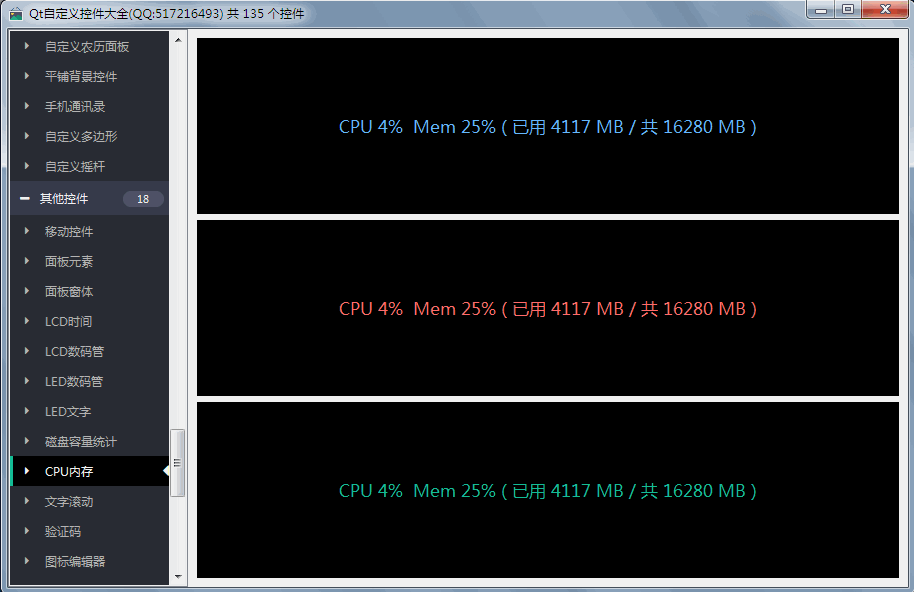 Qt自定义控件大全(QQ:517216493) 共 135 个控件
自定义农历面板
平铺背景控件
手机通讯录
自定义多边形
自定义摇杆
其他控件 18
移动控件
面板元素
面板窗体
LCD时间
LCD数码管
LED数码管
LED文字
磁盘容量统计
CPU内存
文字滚动
验证码
图标编辑器
CPU 4%  Mem 25% ( 已用 4117 MB / 共 16280 MB )
CPU 4%  Mem 25% ( 已用 4117 MB / 共 16280 MB )
CPU 4%  Mem 25% ( 已用 4117 MB / 共 16280 MB )